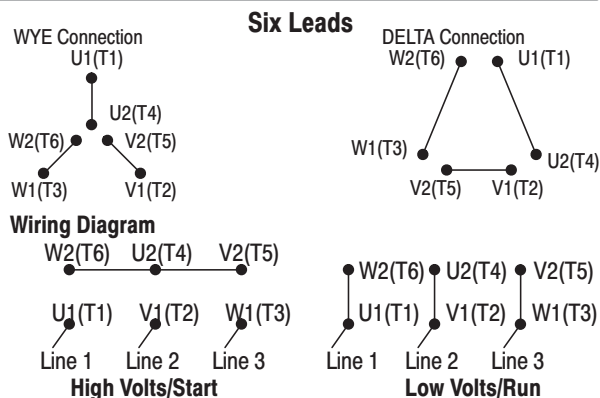 Six Leads
WYE Connection
U1(T1)
U2(T4)
W2(T6)
V2(T5)
W1(T3)
V1(T2)
DELTA Connection
W2(T6)
U1(T1)
W1(T3)
U2(T4)
V2(T5)
V1(T2)
Wiring Diagram
W2(T6) U2(T4) V2(T5)
U1(T1) V1(T2) W1(T3)
Line 1 Line 2 Line 3
High Volts/Start
W2(T6) U2(T4) V2(T5)
U1(T1) V1(T2) W1(T3)
Line 1 Line 2 Line 3
Low Volts/Run